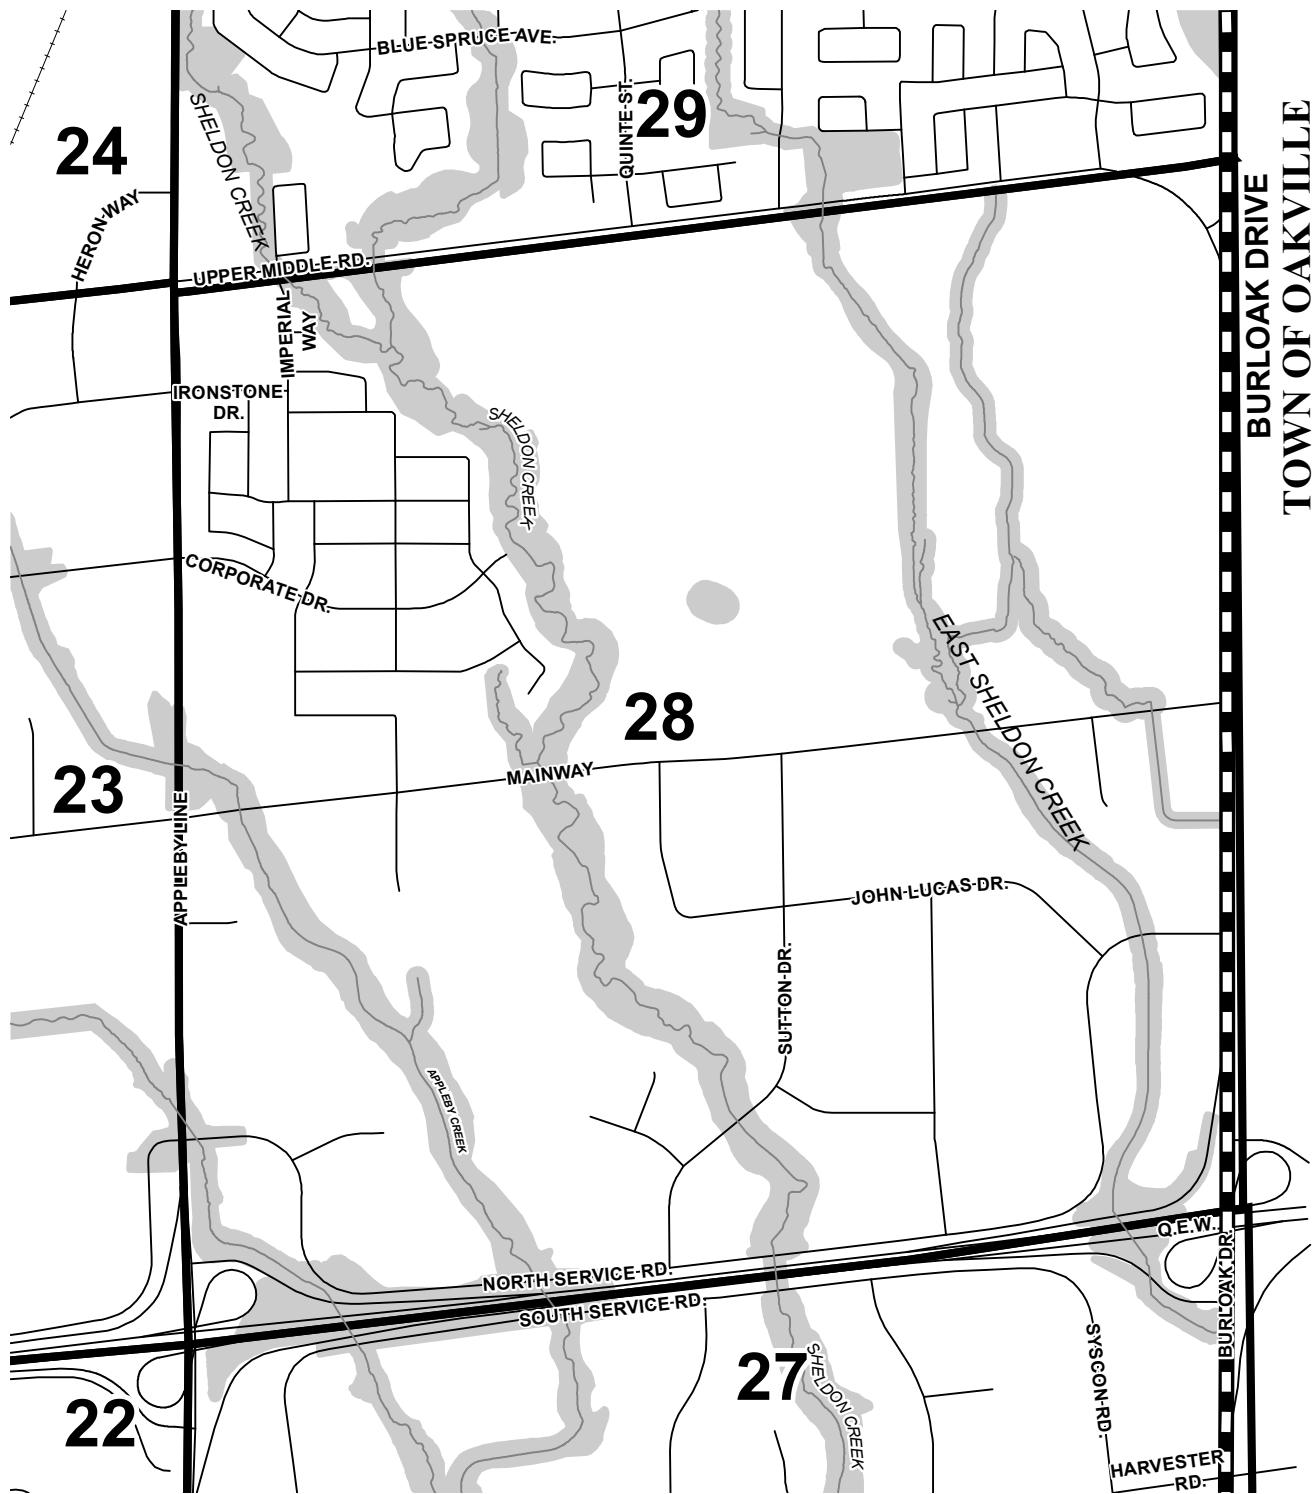 BLUE SPRUCE AVE.
SHELDON CREEK
QUINTE ST.
29
24
HERON WAY
UPPER MIDDLE RD.
BURLOAK DRIVE
TOWN OF OAKVILLE
IMPERIAL
WAY
IRONSTONE
DR.
SHELDON CREEK
CORPORATE DR.
EAST SHELDON CREEK
28
23
MAINWAY
APPLEBY LINE
JOHN LUCAS DR.
SUTTON DR.
APPLEBY CREEK
Q.E.W.
BURLOAK DR.
NORTH SERVICE RD.
SOUTH SERVICE RD.
SYSCON RD.
27
SHELDON CREEK
22
HARVESTER
RD.